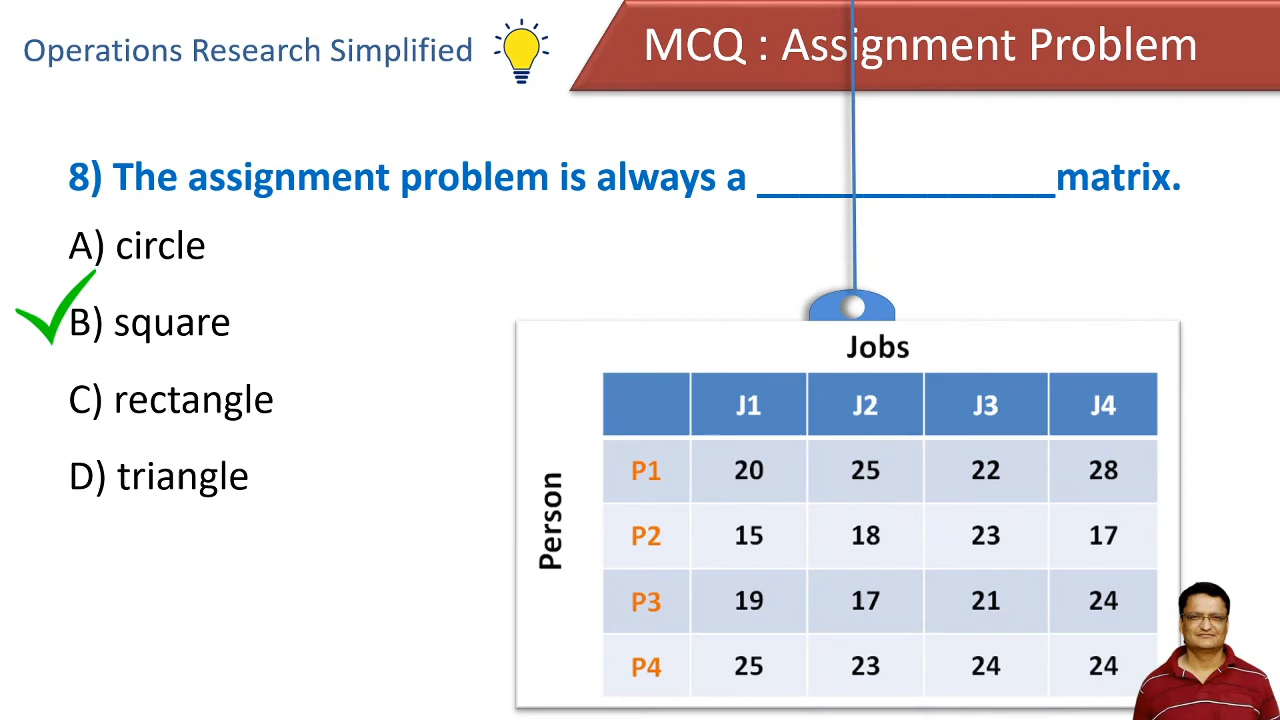 Operations Research Simplified
MCQ : Assignment Problem
8) The assignment problem is always a ______________matrix.
A) circle
B) square
C) rectangle
D) triangle
Jobs
Person
J1 J2 J3 J4
P1 20 25 22 28
P2 15 18 23 17
P3 19 17 21 24
P4 25 23 24 24